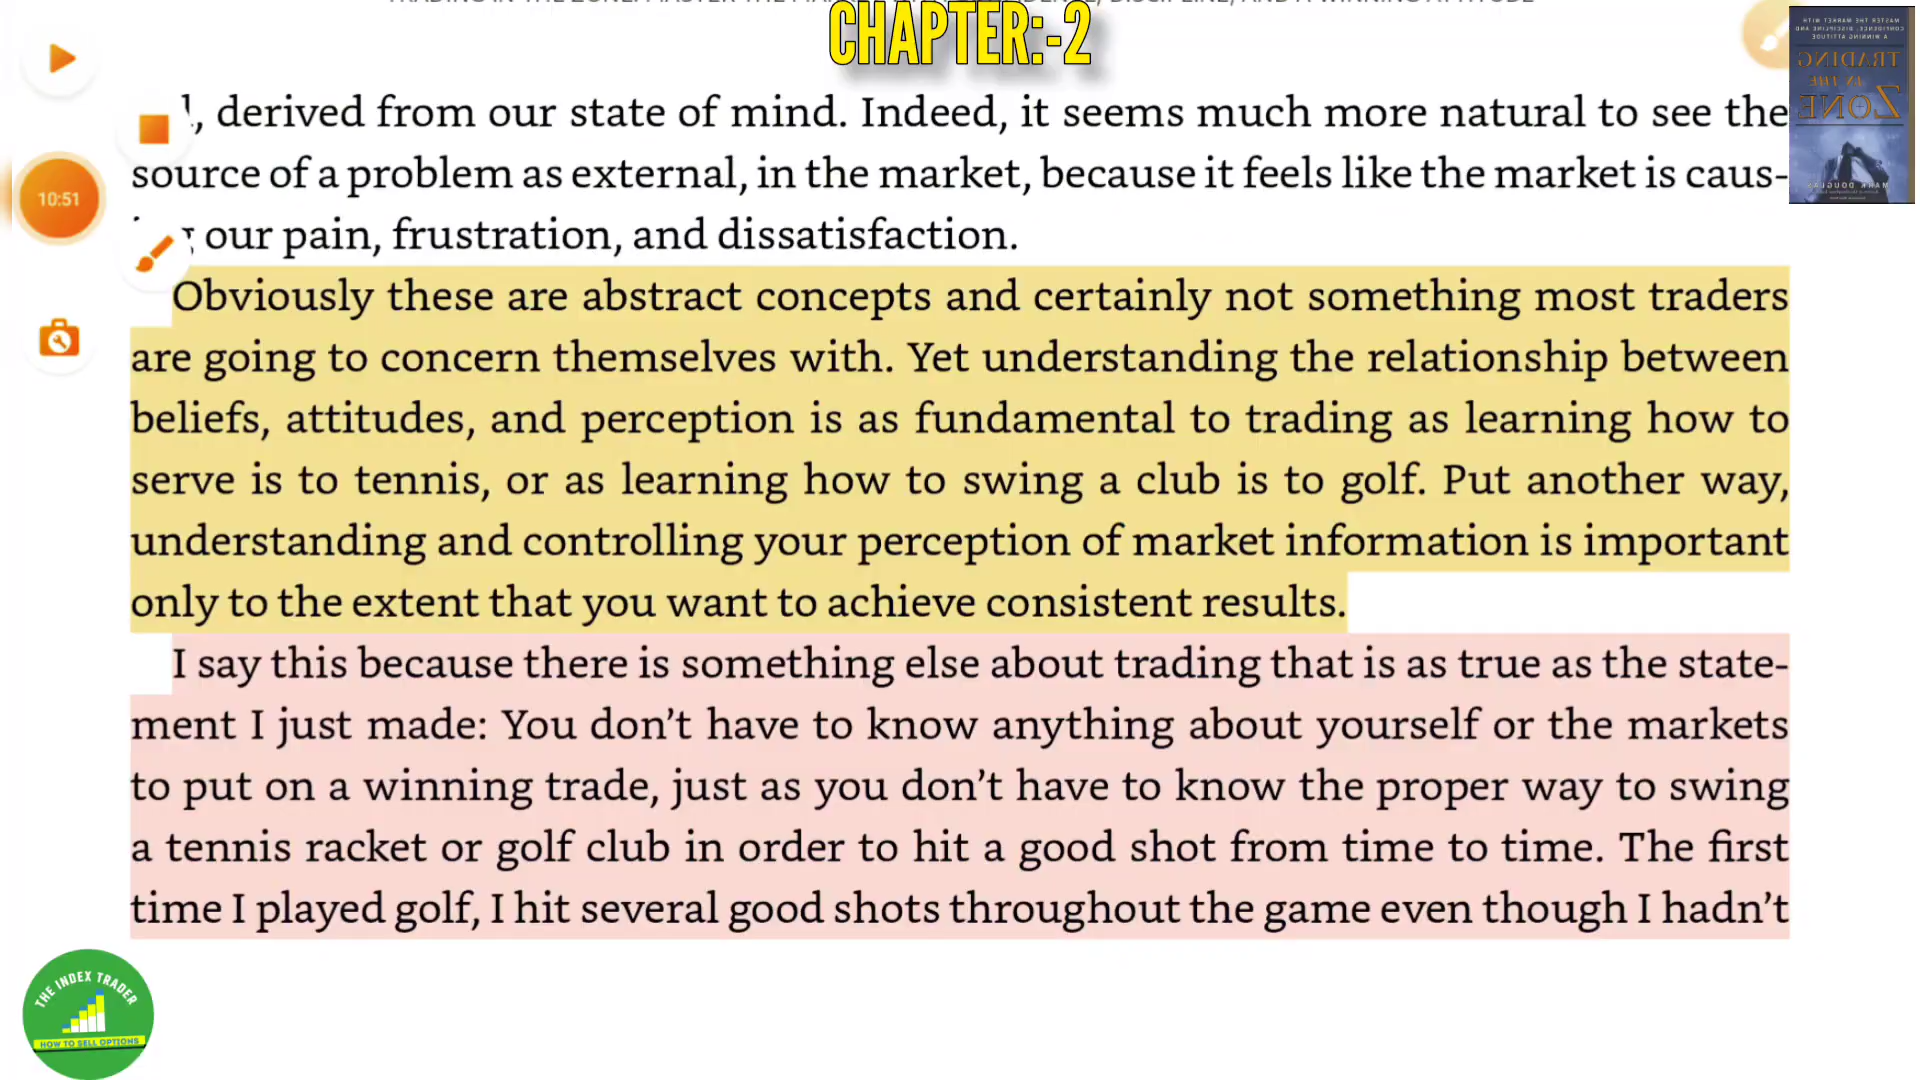 CHAPTER:-2
l, derived from our state of mind. Indeed, it seems much more natural to see the
source of a problem as external, in the market, because it feels like the market is caus-
our pain, frustration, and dissatisfaction.
Obviously these are abstract concepts and certainly not something most traders
are going to concern themselves with. Yet understanding the relationship between
beliefs, attitudes, and perception is as fundamental to trading as learning how to
serve is to tennis, or as learning how to swing a club is to golf. Put another way,
understanding and controlling your perception of market information is important
only to the extent that you want to achieve consistent results.
I say this because there is something else about trading that is as true as the state-
ment I just made: You don’t have to know anything about yourself or the markets
to put on a winning trade, just as you don’t have to know the proper way to swing
a tennis racket or golf club in order to hit a good shot from time to time. The first
time I played golf, I hit several good shots throughout the game even though I hadn’t
10:51
MASTER THE MARKET WITH
CONFIDENCE, DISCIPLINE AND
A WINNING ATTITUDE
TRADING
IN THE
ZONE
MARK DOUGLAS
THE INDEX TRADER
HOW TO SELL OPTIONS